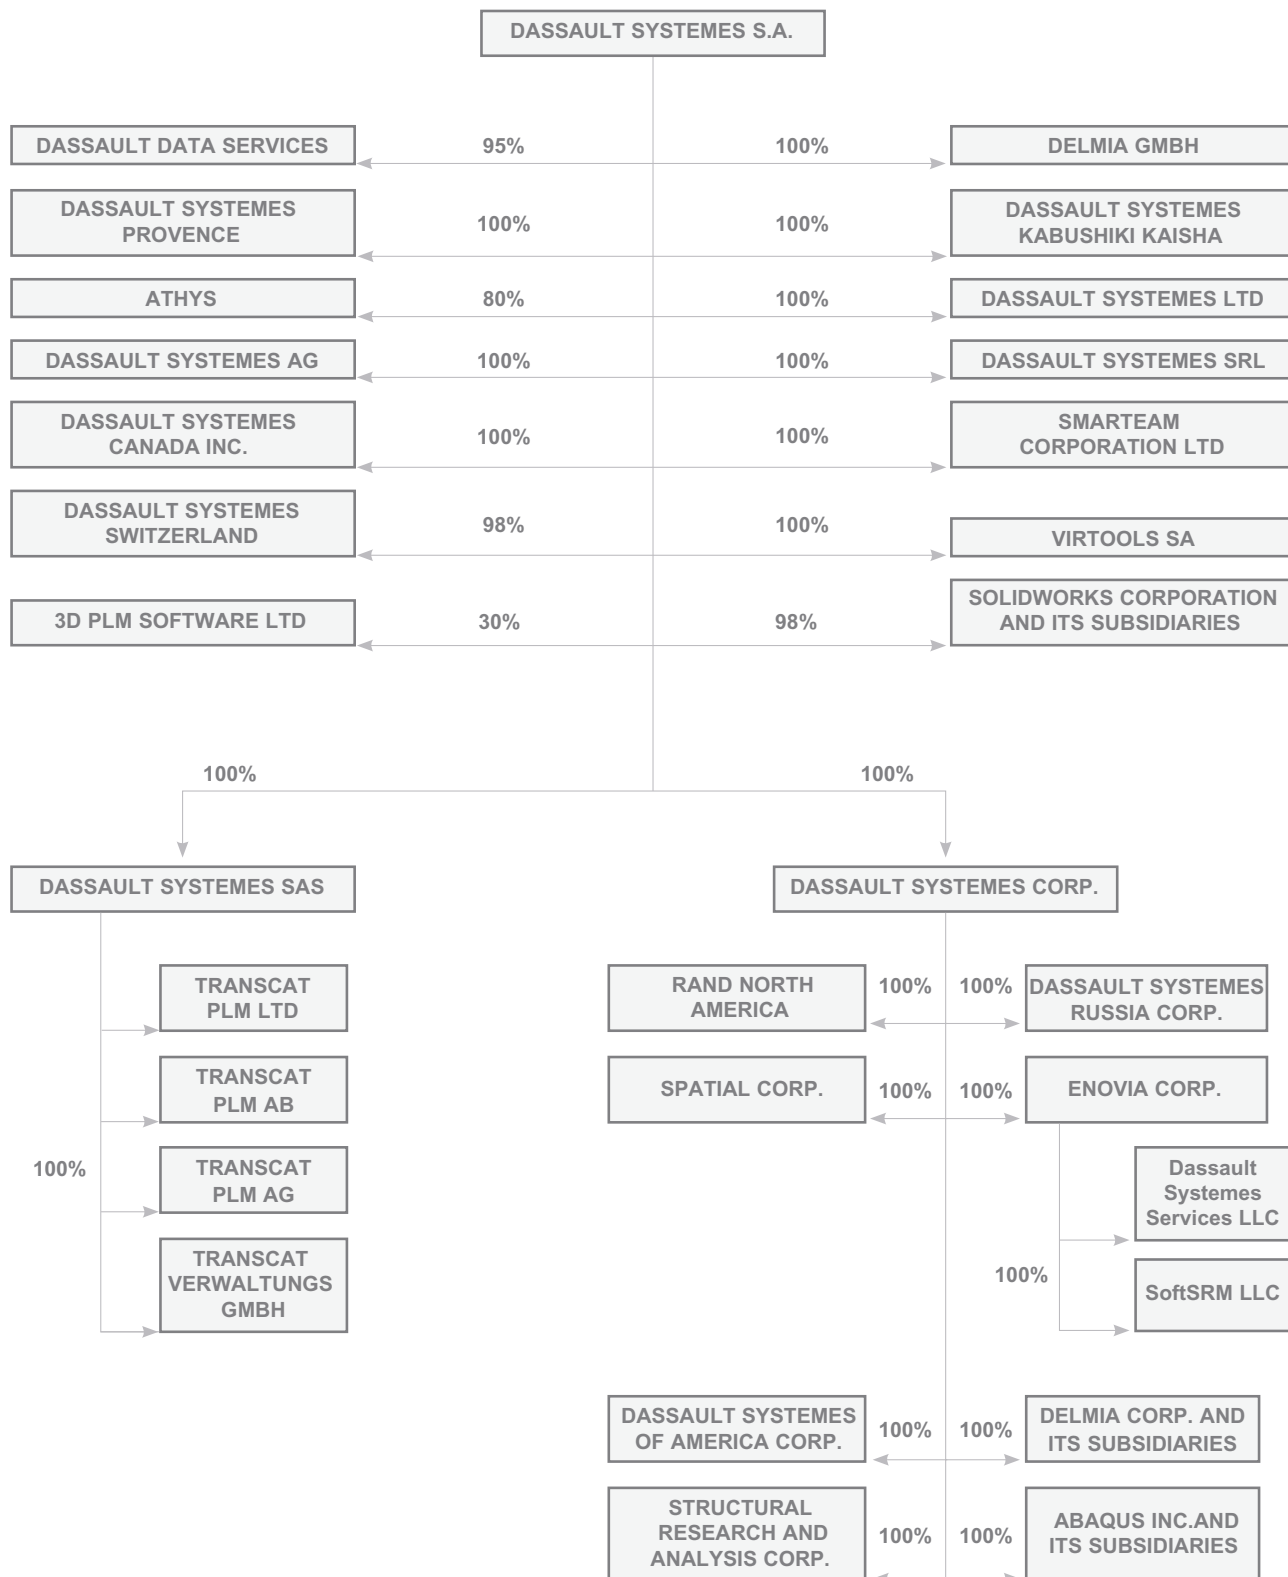 DASSAULT SYSTEMES S.A.
DASSAULT DATA SERVICES
95%
100%
DELMIA GMBH
DASSAULT SYSTEMES
PROVENCE
100%
100%
DASSAULT SYSTEMES
KABUSHIKI KAISHA
ATHYS
80%
100%
DASSAULT SYSTEMES LTD
DASSAULT SYSTEMES AG
100%
100%
DASSAULT SYSTEMES SRL
DASSAULT SYSTEMES
CANADA INC.
100%
100%
SMARTEAM
CORPORATION LTD
DASSAULT SYSTEMES
SWITZERLAND
98%
100%
VIRTOOLS SA
3D PLM SOFTWARE LTD
30%
98%
SOLIDWORKS CORPORATION
AND ITS SUBSIDIARIES
100%
100%
DASSAULT SYSTEMES SAS
DASSAULT SYSTEMES CORP.
TRANSCAT
PLM LTD
TRANSCAT
PLM AB
100%
TRANSCAT
PLM AG
TRANSCAT
VERWALTUNGS
GMBH
RAND NORTH
AMERICA
100%
100%
DASSAULT SYSTEMES
RUSSIA CORP.
SPATIAL CORP.
100%
100%
ENOVIA CORP.
Dassault
Systemes
Services LLC
100%
SoftSRM LLC
DASSAULT SYSTEMES
OF AMERICA CORP.
100%
100%
DELMIA CORP. AND
ITS SUBSIDIARIES
STRUCTURAL
RESEARCH AND
ANALYSIS CORP.
100%
100%
ABAQUS INC.AND
ITS SUBSIDIARIES